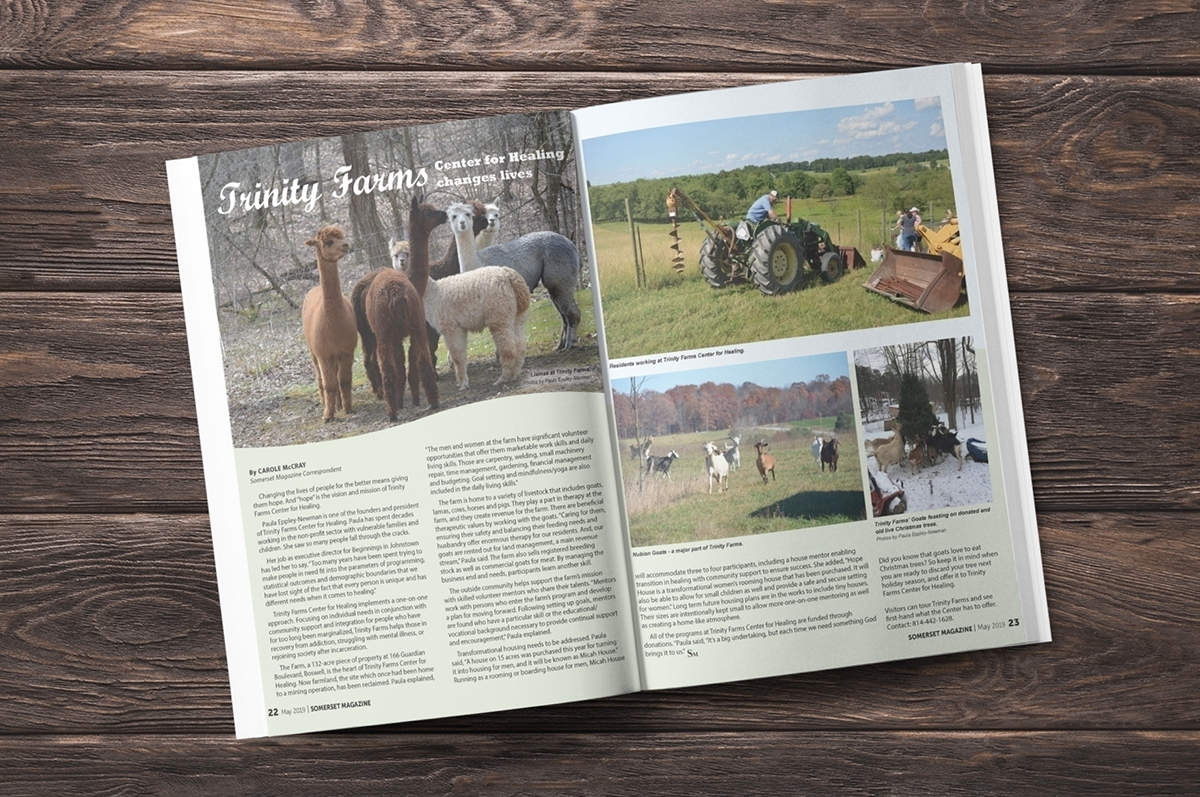 Trinity Farms Center for Healing
changes lives
Llamas at Trinity Farms.
Photos by Paula Eppley-Newman
By CAROLE McCRAY
Somerset Magazine Correspondent
Changing the lives of people for the better means giving
them hope. And "hope" is the vision and mission of Trinity
Farms Center for Healing.
Paula Eppley-Newman is one of the founders and president
of Trinity Farms Center for Healing. Paula has spent decades
working in the non-profit sector with vulnerable families and
children. She saw so many people fall through the cracks.
Her job as executive director for Beginnings in Johnstown
has led her to say, "Too many years have been spent trying to
make people in need fit into the parameters of programming,
statistical outcomes and demographic boundaries that we
have lost sight of the fact that every person is unique and has
different needs when it comes to healing."
Trinity Farms Center for Healing implements a one-on-one
approach. Focusing on individual needs in conjunction with
community support and integration for people who have
for too long been marginalized, Trinity Farms helps those in
recovery from addiction, struggling with mental illness, or
rejoining society after incarceration.
The Farm, a 132-acre piece of property at 166 Guardian
Boulevard, Boswell, is the heart of Trinity Farms Center for
Healing. Now farmland, the site which once had been home
to a mining operation, has been reclaimed. Paula explained,
"The men and women at the farm have significant volunteer
opportunities that offer them marketable work skills and daily
living skills. Those are carpentry, welding, small machinery
repair, time management, gardening, financial management
and budgeting. Goal setting and mindfulness/yoga are also
included in the daily living skills."
The farm is home to a variety of livestock that includes goats,
lamas, cows, horses and pigs. They play a part in therapy at the
farm, and they create revenue for the farm. There are beneficial
therapeutic values by working with the goats. "Caring for them,
ensuring their safety and balancing their feeding needs and
husbandry offer enormous therapy for our residents. And, our
goats are rented out for land management, a main revenue
stream," Paula said. The farm also sells registered breeding
stock as well as commercial goats for meat. By managing the
business end and needs, participants learn another skill.
The outside community helps support the farm's mission
with skilled volunteer mentors who share their talents. "Mentors
work with persons who enter the farm's program and develop
a plan for moving forward. Following setting up goals, mentors
are found who have a particular skill or the educational/
vocational background necessary to provide continual support
and encouragement," Paula explained.
Transformational housing needs to be addressed. Paula
said, "A house on 15 acres was purchased this year for turning
it into housing for men, and it will be known as Micah House."
Running as a rooming or boarding house for men, Micah House
22 May 2019 | SOMERSET MAGAZINE
Residents working at Trinity Farms Center for Healing.
Nubian Goats - a major part of Trinity Farms.
Trinity Farms' Goats feasting on donated and
old live Christmas trees.
Photos by Paula Eppley-Newman
will accommodate three to four participants, including a house mentor enabling
transition in healing with community support to ensure success. She added, "Hope
House is a transformational women's rooming house that has been purchased. It will
also be able to allow for small children as well and provide a safe and secure setting
for women." Long term future housing plans are in the works to include tiny houses.
Their sizes are intentionally kept small to allow more one-on-one mentoring as well
as creating a home-like atmosphere.
All of the programs at Trinity Farms Center for Healing are funded through
donations. "Paula said, "It's a big undertaking, but each time we need something God
brings it to us." SM
Did you know that goats love to eat
Christmas trees? So keep it in mind when
you are ready to discard your tree next
holiday season, and offer it to Trinity
Farms Center for Healing.
Visitors can tour Trinity Farms and see
first-hand what the Center has to offer.
Contact: 814-442-1628.
SOMERSET MAGAZINE | May 2019 23